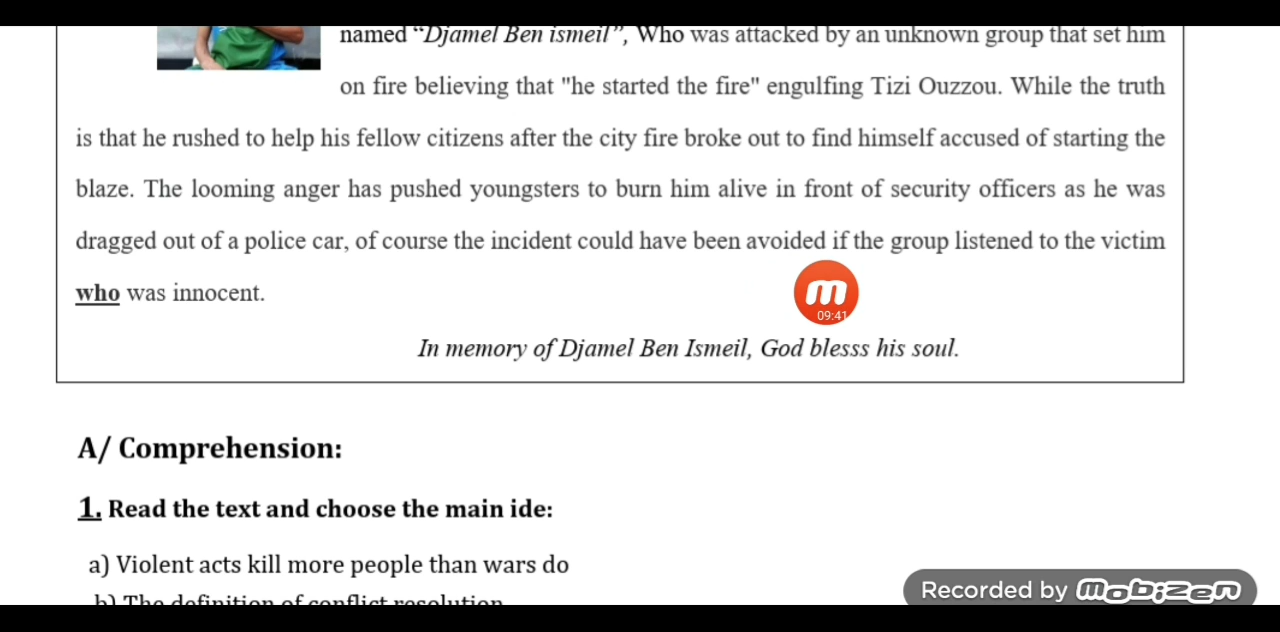 named “Djamel Ben ismeil”, Who was attacked by an unknown group that set him
on fire believing that "he started the fire" engulfing Tizi Ouzzou. While the truth
is that he rushed to help his fellow citizens after the city fire broke out to find himself accused of starting the
blaze. The looming anger has pushed youngsters to burn him alive in front of security officers as he was
dragged out of a police car, of course the incident could have been avoided if the group listened to the victim
who was innocent.
m
09:41
In memory of Djamel Ben Ismeil, God blesss his soul.
A/ Comprehension:
1. Read the text and choose the main ide:
a) Violent acts kill more people than wars do
b) The definition of conflict resolution
Recorded by mobizen